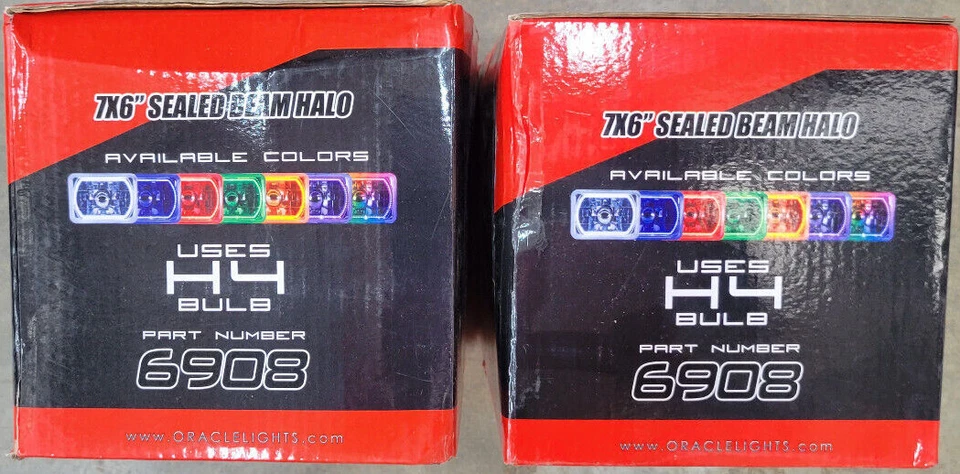 7X6" SEALED BEAM HALO
AVAILABLE COLORS
USES
H4
BULB
PART NUMBER
6908
www.ORACLELIGHTS.com
7X6" SEALED BEAM HALO
AVAILABLE COLORS
USES
H4
BULB
PART NUMBER
6908
www.ORACLELIGHTS.com